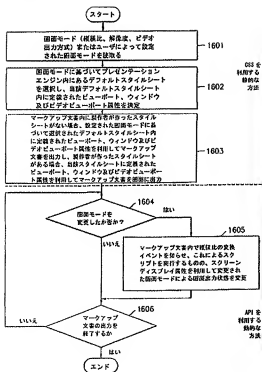 スタート
画面モード（縦横比、解像度、ビデオ
出力方式）またはユーザによって設定
された画面モードを読取る
1601
画面モードに基づいてプレゼンテーション
エンジン内にあるデフォルトスタイルシート
を選択し、当該デフォルトスタイルシート内
に定義されたビューポート、ウィンドウ
及びビデオビューポート属性を決定
1602
CSSを
利用する
静的な
方法
マークアップ文書内に製作者が作ったスタイル
シートがない場合、設定された画面モードに基
づいて選択されたデフォルトスタイルシート内
に定義されたビューポート、ウィンドウ及び
ビデオビューポート属性を利用してマークアッ
プ文書を出力し、製作者が作ったスタイルシート
がある場合、当該スタイルシートに定義されたビ
ューポート、ウィンドウ及びビデオビューポー
ト属性を利用してマークアップ文書を画面に出力
1603
1604
画面モードを
変更したか否か？
はい
いいえ
1605
マークアップ文書内で縦横比の変換
イベントを知らせ、これによるスク
リプトを実行するものの、スクリーン
ディスプレイ属性を利用して変更され
た画面モードによる画面出力状態を変更
1606
マークアップ
文書の出力を
終了するか
いいえ
はい
APIを
利用する
動的な
方法
エンド